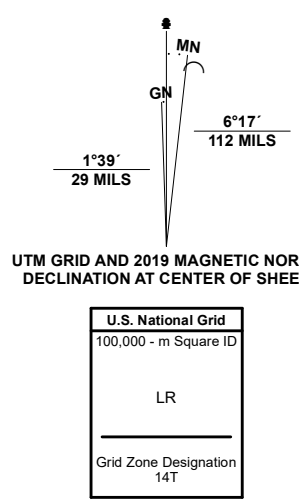 MN
GN
6°17´
112 MILS
1°39´
29 MILS
UTM GRID AND 2019 MAGNETIC NOR
DECLINATION AT CENTER OF SHEE
U.S. National Grid
100,000 - m Square ID
LR
Grid Zone Designation
14T